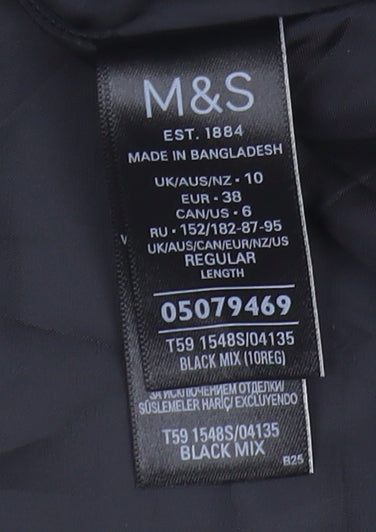 M&S
EST. 1884
MADE IN BANGLADESH
UK/AUS/NZ • 10
EUR • 38
CAN/US • 6
RU • 152/182-87-95
UK/AUS/CAN/EUR/NZ/US
REGULAR
LENGTH
05079469
T59 1548S/04135
BLACK MIX (10REG)
ЗА ИСКЛЮЧЕНИЕМ ОТДЕЛКИ/
SÜSLEMELER HARİÇ/ EXCLUYENDO
T59 1548S/04135
BLACK MIX
B25